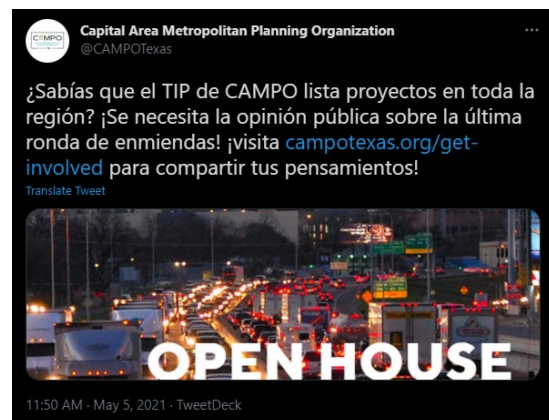 Capital Area Metropolitan Planning Organization
@CAMPOTexas
¿Sabías que el TIP de CAMPO lista proyectos en toda la
región? ¡Se necesita la opinión pública sobre la última
ronda de enmiendas! ¡visita campotexas.org/get-
involved para compartir tus pensamientos!
Translate Tweet
OPEN HOUSE
11:50 AM · May 5, 2021 · TweetDeck